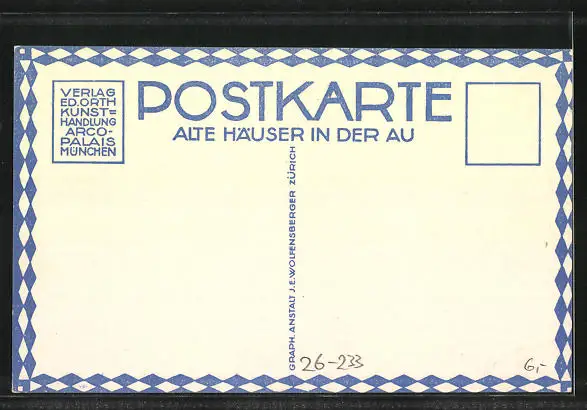 VERLAG
ED.ORTH
KUNST=
HANDLUNG
ARCO-
PALAIS
MÜNCHEN
POSTKARTE
ALTE HÄUSER IN DER AU
GRAPH. ANSTALT J.E.WOLFENSBERGER ZÜRICH
26-233
6,-